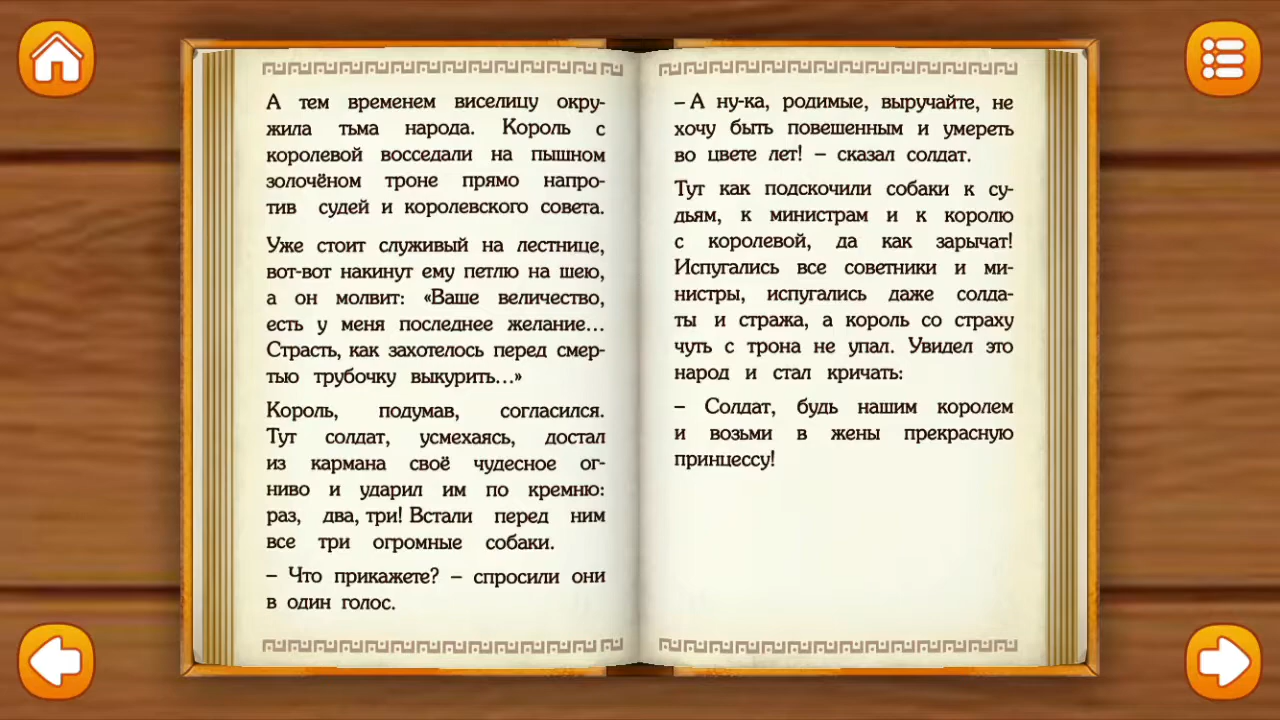 А тем временем виселицу окру-
жила тьма народа. Король с
королевой восседали на пышном
золочёном троне прямо напро-
тив судей и королевского совета.
Уже стоит служивый на лестнице,
вот-вот накинут ему петлю на шею,
а он молвит: «Ваше величество,
есть у меня последнее желание...
Страсть, как захотелось перед смер-
тью трубочку выкурить...»
Король, подумав, согласился.
Тут солдат, усмехаясь, достал
из кармана своё чудесное ог-
ниво и ударил им по кремню:
раз, два, три! Встали перед ним
все три огромные собаки.
– Что прикажете? – спросили они
в один голос.
– А ну-ка, родимые, выручайте, не
хочу быть повешенным и умереть
во цвете лет! – сказал солдат.
Тут как подскочили собаки к су-
дьям, к министрам и к королю
с королевой, да как зарычат!
Испугались все советники и ми-
нистры, испугались даже солда-
ты и стража, а король со страху
чуть с трона не упал. Увидел это
народ и стал кричать:
– Солдат, будь нашим королем
и возьми в жены прекрасную
принцессу!